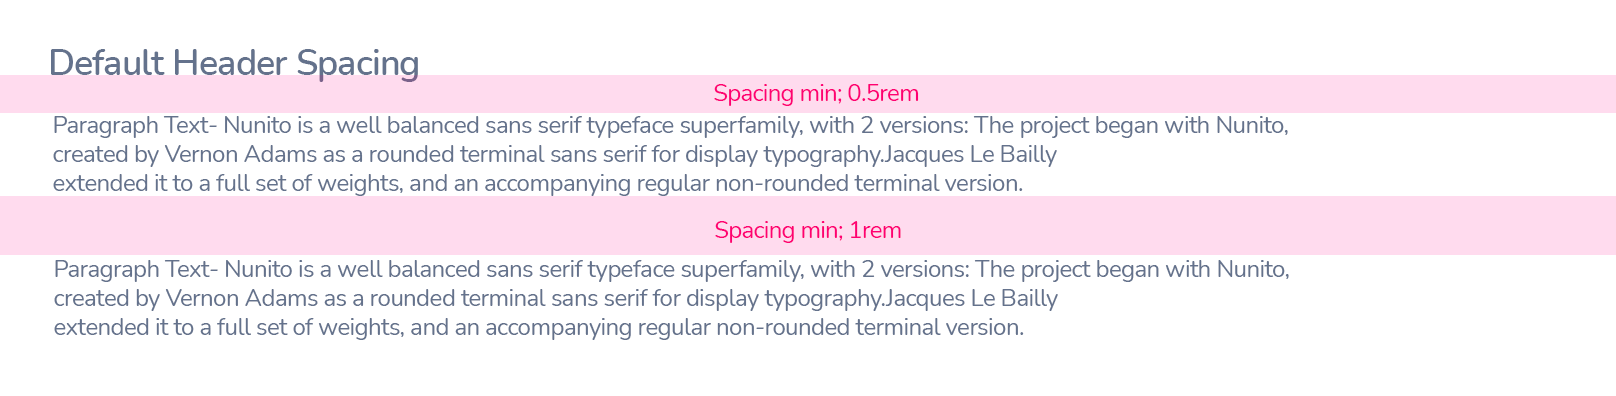 Default Header Spacing
Spacing min; 0.5rem
Paragraph Text- Nunito is a well balanced sans serif typeface superfamily, with 2 versions: The project began with Nunito,
created by Vernon Adams as a rounded terminal sans serif for display typography.Jacques Le Bailly
extended it to a full set of weights, and an accompanying regular non-rounded terminal version.
Spacing min; 1rem
Paragraph Text- Nunito is a well balanced sans serif typeface superfamily, with 2 versions: The project began with Nunito,
created by Vernon Adams as a rounded terminal sans serif for display typography.Jacques Le Bailly
extended it to a full set of weights, and an accompanying regular non-rounded terminal version.